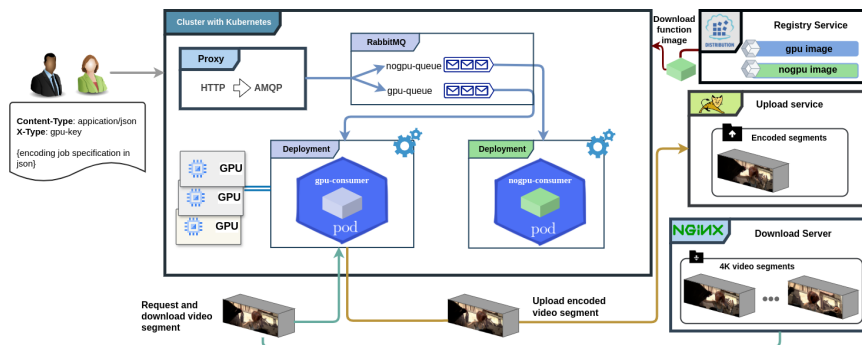 Cluster with Kubernetes
Proxy
HTTP
AMQP
RabbitMQ
nogpu-queue
gpu-queue
Download
function
image
DISTRIBUTION
Registry Service
gpu image
nogpu image
Content-Type: appication/json
X-Type: gpu-key
{encoding job specification in
json}
Upload service
Encoded segments
Deployment
gpu-consumer
pod
Deployment
nogpu-consumer
pod
GPU
GPU
GPU
NGiNX
Download Server
4K video segments
Request and
download video
segment
Upload encoded
video segment